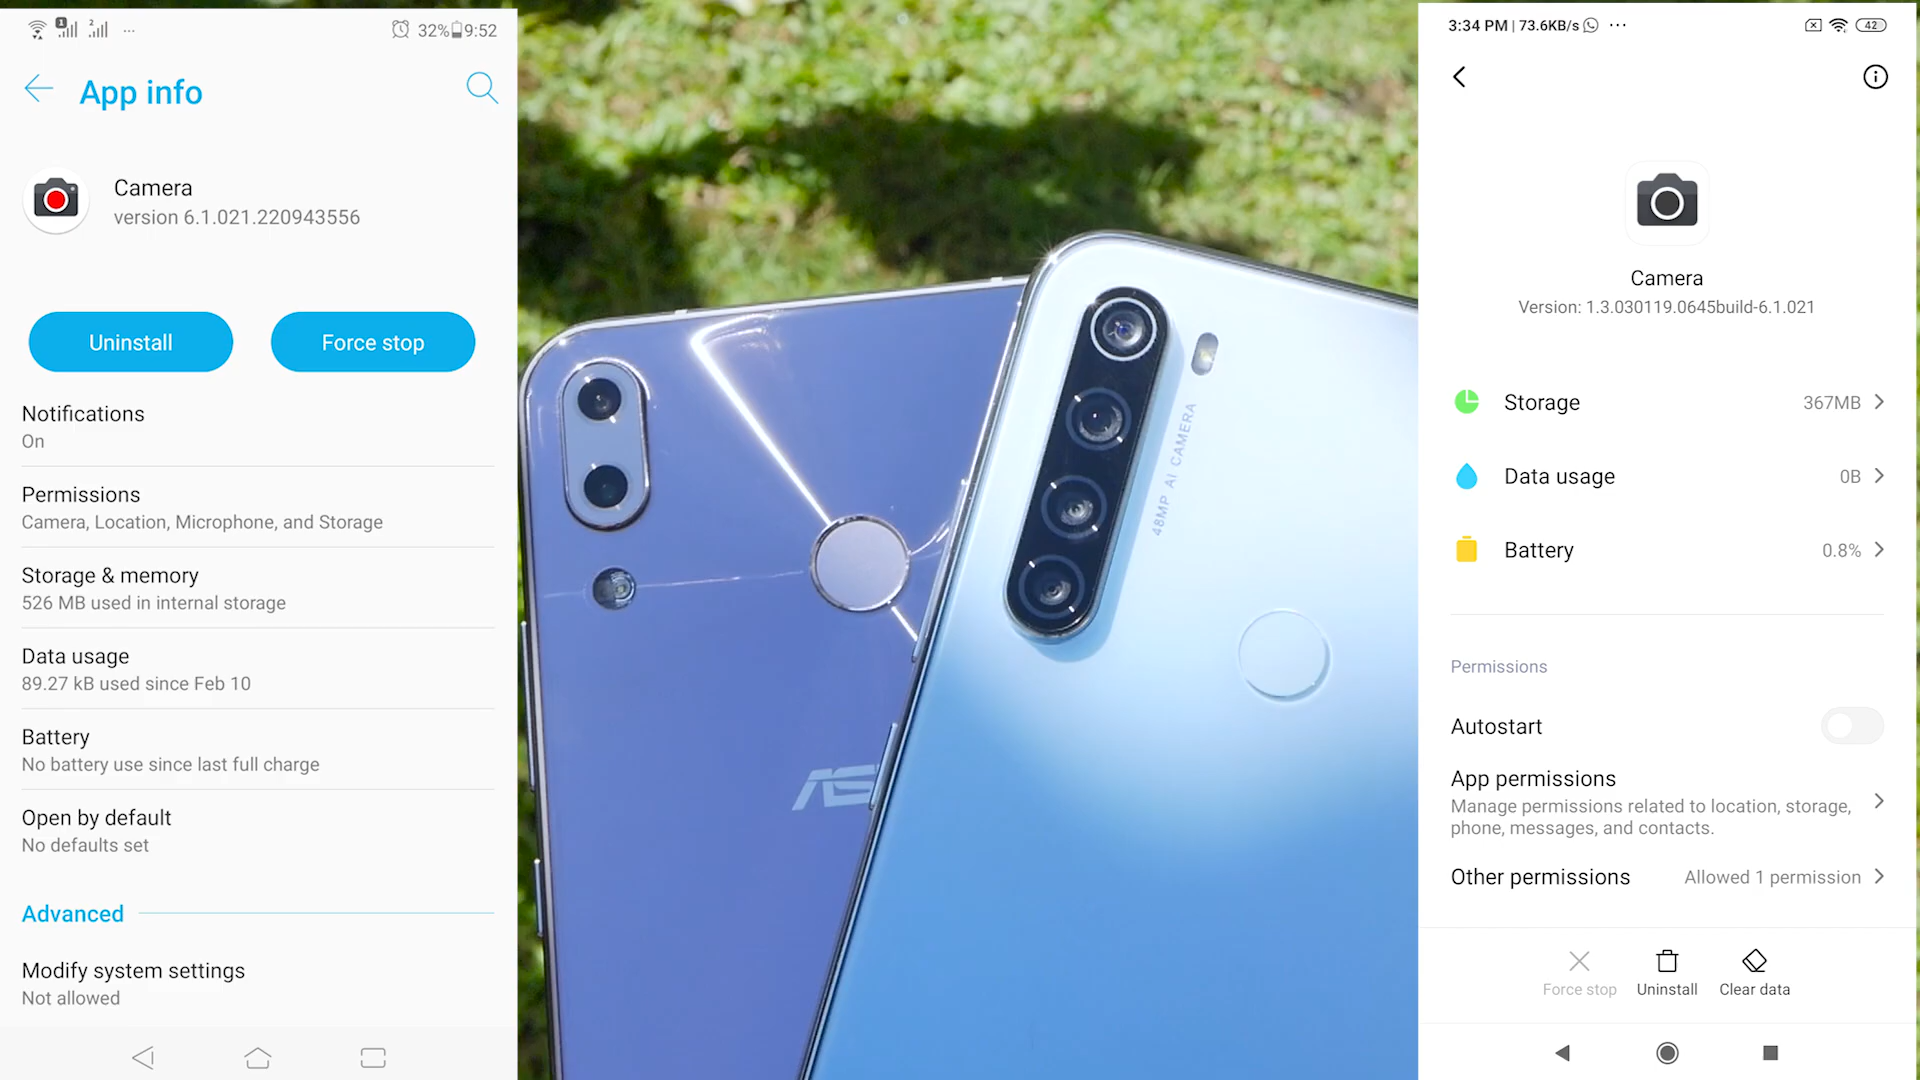 1
2
...
32%
9:52
App info
Camera
version 6.1.021.220943556
Uninstall
Force stop
Notifications
On
Permissions
Camera, Location, Microphone, and Storage
Storage & memory
526 MB used in internal storage
Data usage
89.27 kB used since Feb 10
Battery
No battery use since last full charge
Open by default
No defaults set
Advanced
Modify system settings
Not allowed
48MP AI CAMERA
AS
3:34 PM | 73.6KB/s
...
42
Camera
Version: 1.3.030119.0645build-6.1.021
Storage
367MB
Data usage
0B
Battery
0.8%
Permissions
Autostart
App permissions
Manage permissions related to location, storage,
phone, messages, and contacts.
Other permissions
Allowed 1 permission
Force stop
Uninstall
Clear data